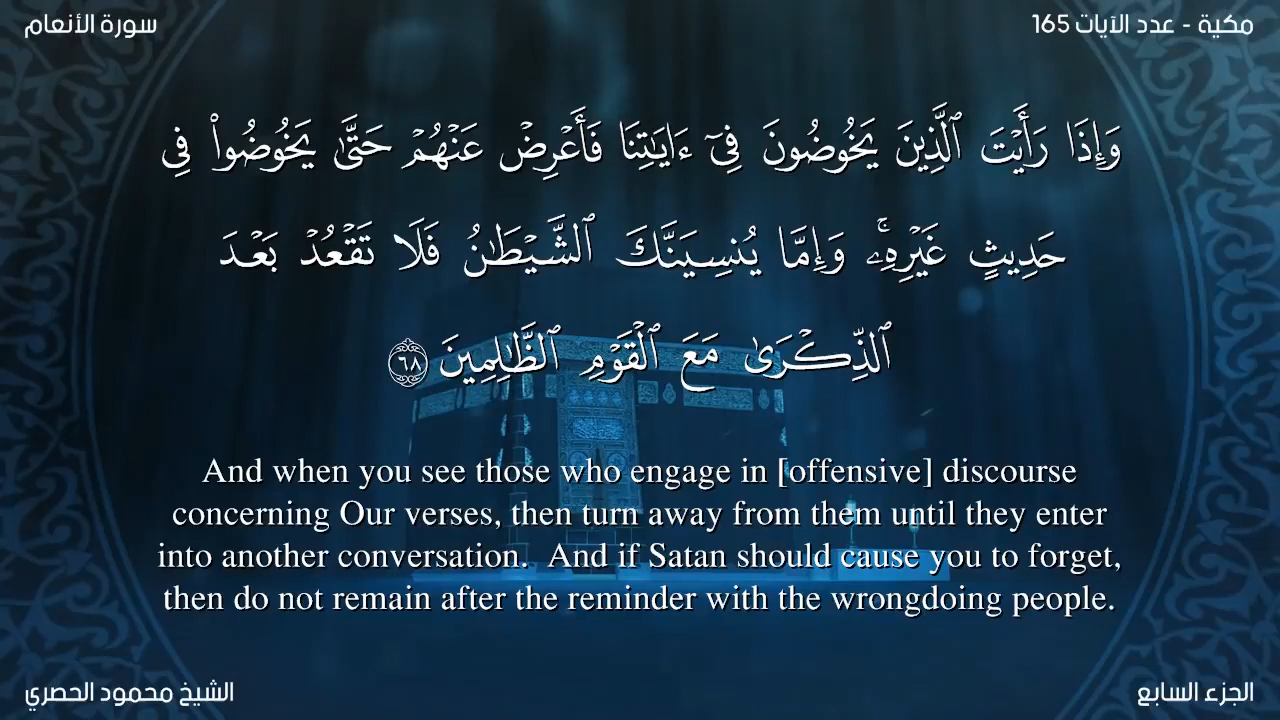 مكية - عدد الآيات 165
سورة الأنعام
وَإِذَا رَأَيْتَ ٱلَّذِينَ يَخُوضُونَ فِىٓ ءَايَـٰتِنَا فَأَعْرِضْ عَنْهُمْ حَتَّىٰ يَخُوضُوا۟ فِى
حَدِيثٍ غَيْرِهِۦ ۚ وَإِمَّا يُنسِيَنَّكَ ٱلشَّيْطَـٰنُ فَلَا تَقْعُدْ بَعْدَ
ٱلذِّكْرَىٰ مَعَ ٱلْقَوْمِ ٱلظَّـٰلِمِينَ ٦٨
And when you see those who engage in [offensive] discourse
concerning Our verses, then turn away from them until they enter
into another conversation.  And if Satan should cause you to forget,
then do not remain after the reminder with the wrongdoing people.
الجزء السابع
الشيخ محمود الحصري